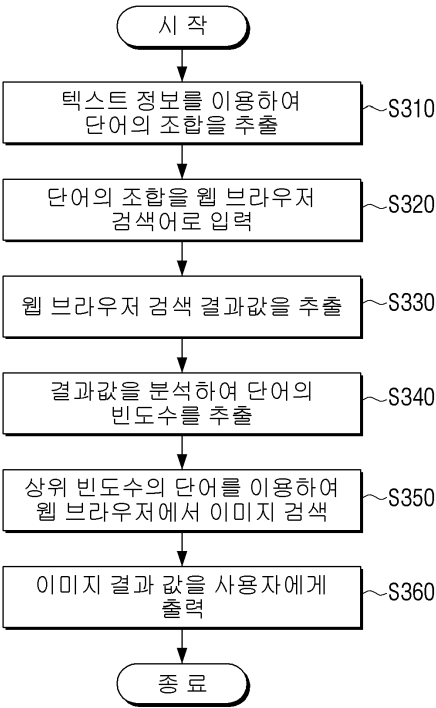 시 작
텍스트 정보를 이용하여
단어의 조합을 추출
S310
단어의 조합을 웹 브라우저
검색어로 입력
S320
웹 브라우저 검색 결과값을 추출
S330
결과값을 분석하여 단어의
빈도수를 추출
S340
상위 빈도수의 단어를 이용하여
웹 브라우저에서 이미지 검색
S350
이미지 결과 값을 사용자에게
출력
S360
종 료